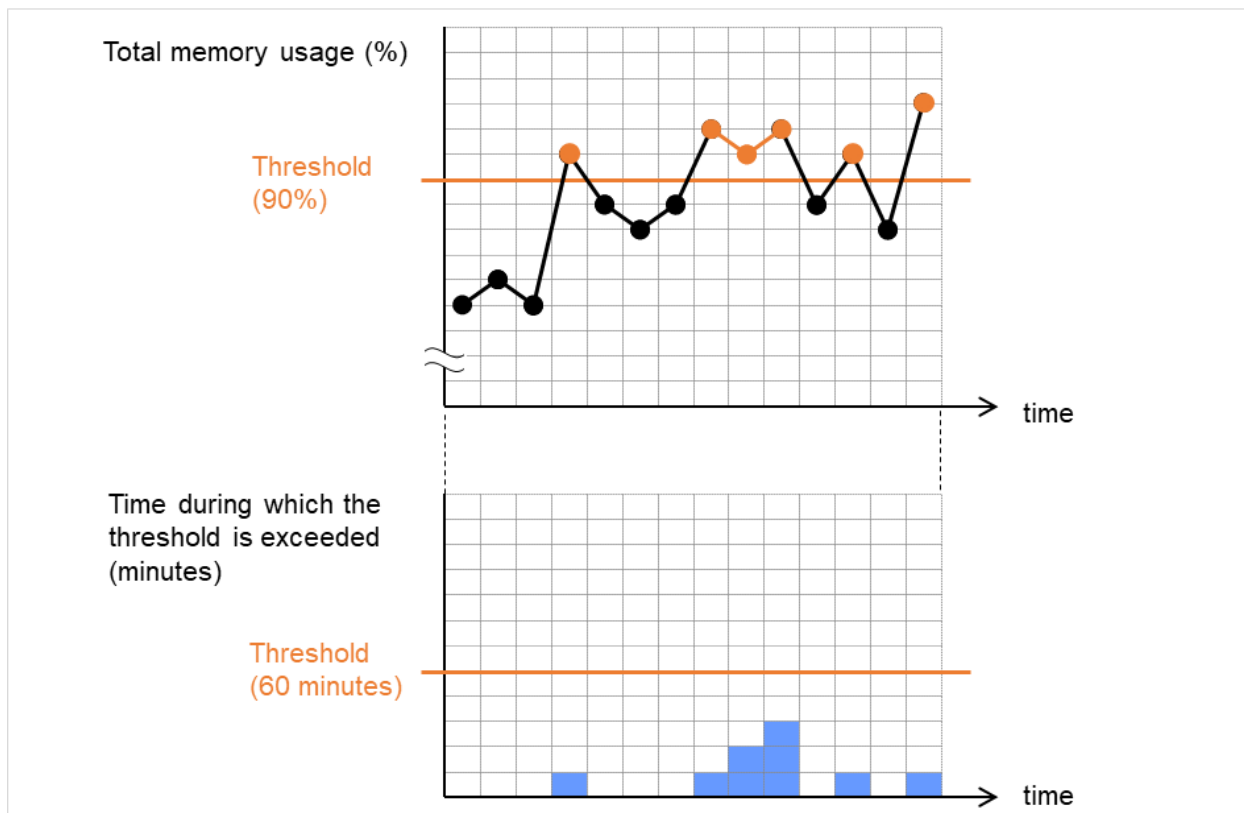 Total memory usage (%)
Threshold
(90%)
time
Time during which the
threshold is exceeded
(minutes)
Threshold
(60 minutes)
time